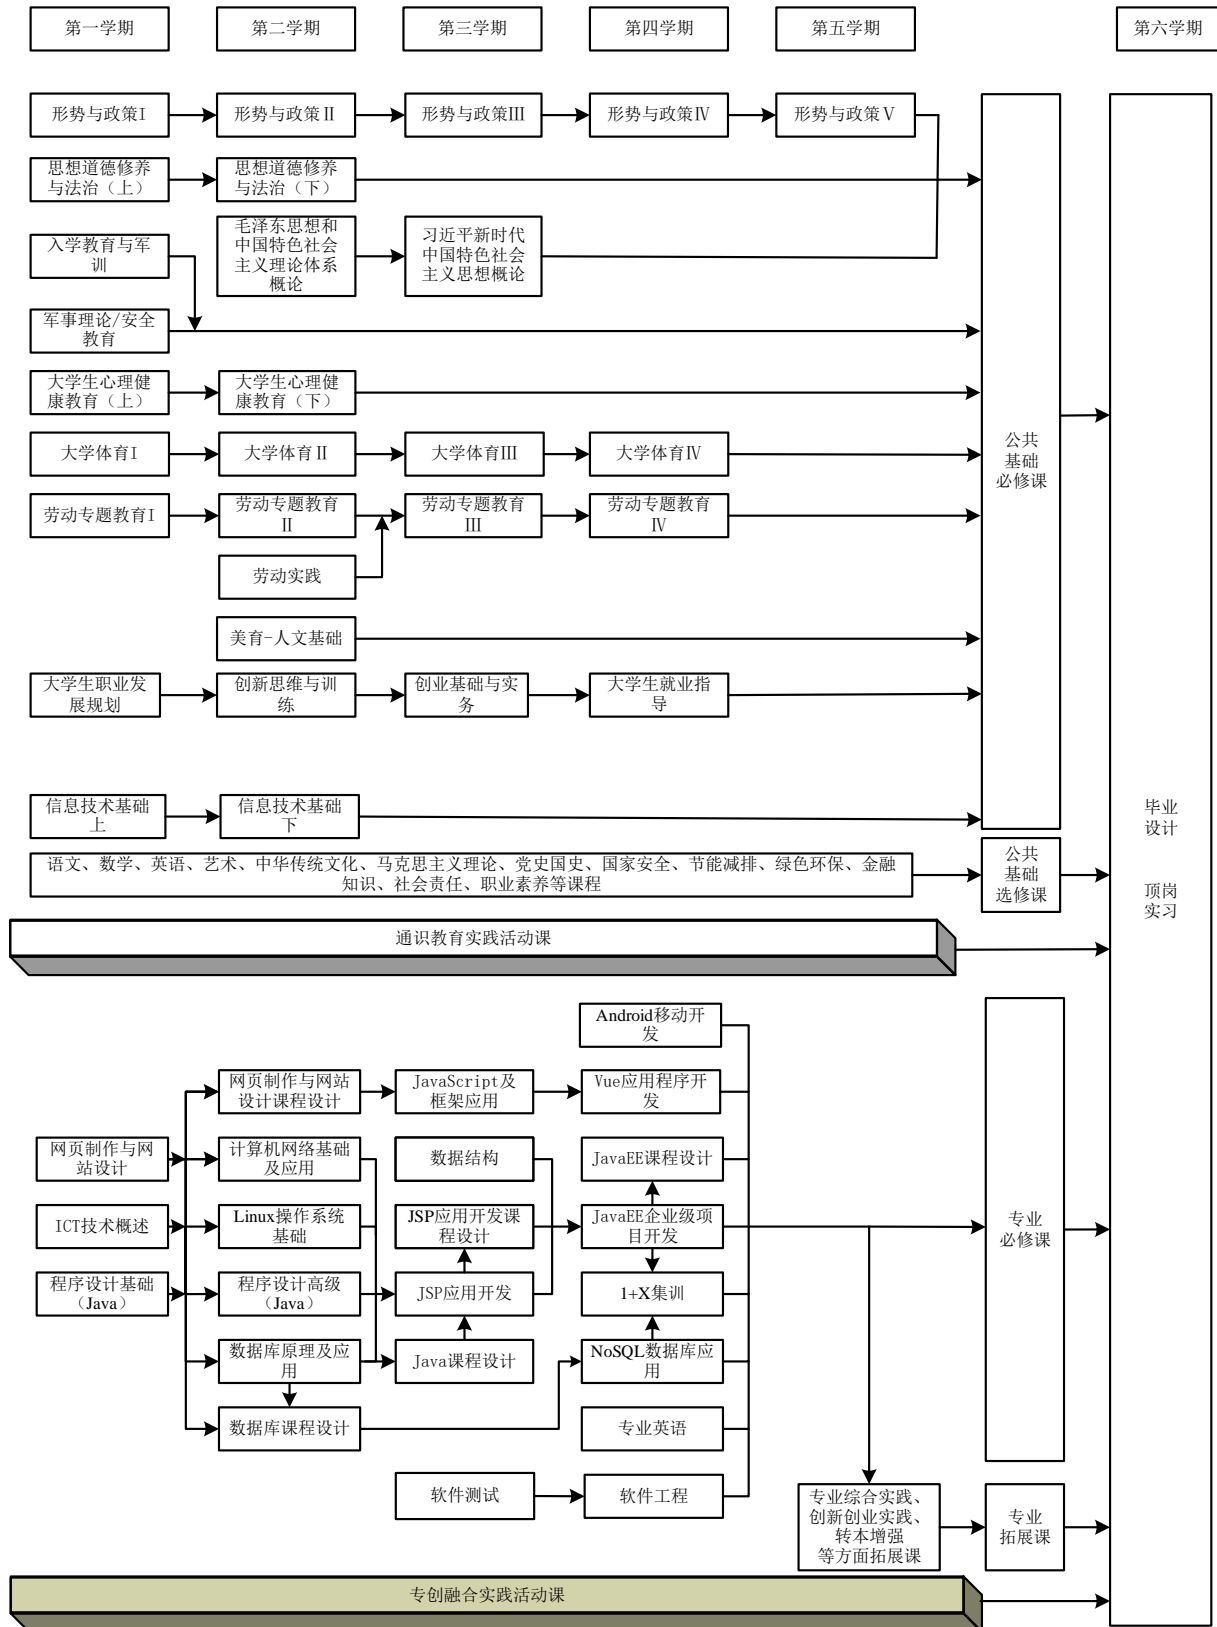 第一学期
第二学期
第三学期
第四学期
第五学期
第六学期
形势与政策I
形势与政策Ⅱ
形势与政策Ⅲ
形势与政策Ⅳ
形势与政策Ⅴ
思想道德修养
与法治（上）
思想道德修养
与法治（下）
入学教育与军
训
毛泽东思想和
中国特色社会
主义理论体系
概论
习近平新时代
中国特色社会
主义思想概论
军事理论/安全
教育
大学生心理健
康教育（上）
大学生心理健
康教育（下）
大学体育I
大学体育Ⅱ
大学体育Ⅲ
大学体育Ⅳ
劳动专题教育I
劳动专题教育
Ⅱ
劳动专题教育
Ⅲ
劳动专题教育
Ⅳ
劳动实践
美育-人文基础
大学生职业发
展规划
创新思维与训
练
创业基础与实
务
大学生就业指
导
信息技术基础
上
信息技术基础
下
公共
基础
必修课
语文、数学、英语、艺术、中华传统文化、马克思主义理论、党史国史、国家安全、节能减排、绿色环保、金融
知识、社会责任、职业素养等课程
公共
基础
选修课
毕业
设计
顶岗
实习
通识教育实践活动课
Android移动开
发
网页制作与网站
设计课程设计
JavaScript及
框架应用
Vue应用程序开
发
网页制作与网
站设计
计算机网络基础
及应用
数据结构
JavaEE课程设计
ICT技术概述
Linux操作系统
基础
JSP应用开发课
程设计
JavaEE企业级项
目开发
专业
必修课
程序设计基础
（Java）
程序设计高级
（Java）
JSP应用开发
1+X集训
数据库原理及应
用
Java课程设计
NoSQL数据库应
用
数据库课程设计
专业英语
软件测试
软件工程
专业综合实践、
创新创业实践、
转本增强
等方面拓展课
专业
拓展课
专创融合实践活动课